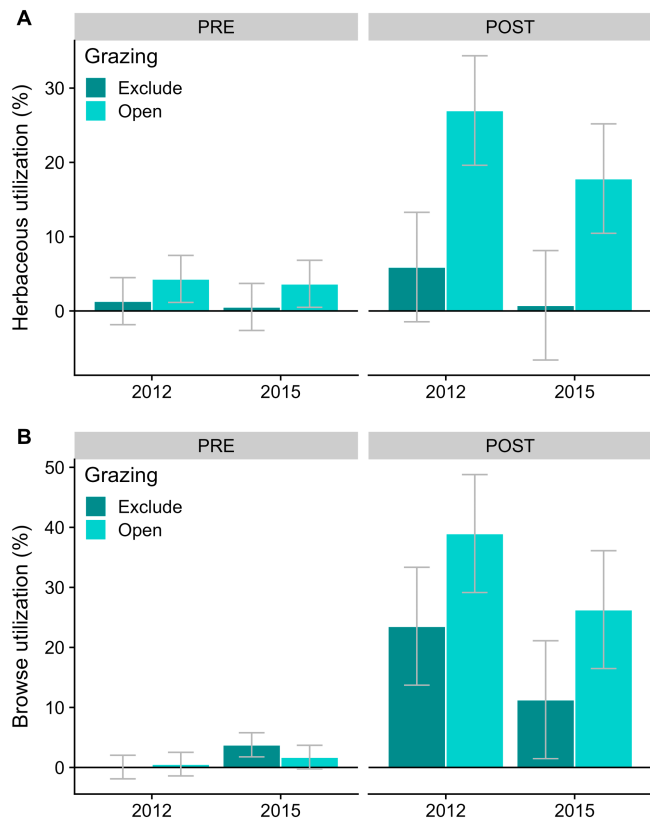 A
PRE
POST
Grazing
Exclude
Open
Herbaceous utilization (%)
30
20
10
0
2012
2015
2012
2015
B
PRE
POST
Grazing
Exclude
Open
Browse utilization (%)
50
40
30
20
10
0
2012
2015
2012
2015